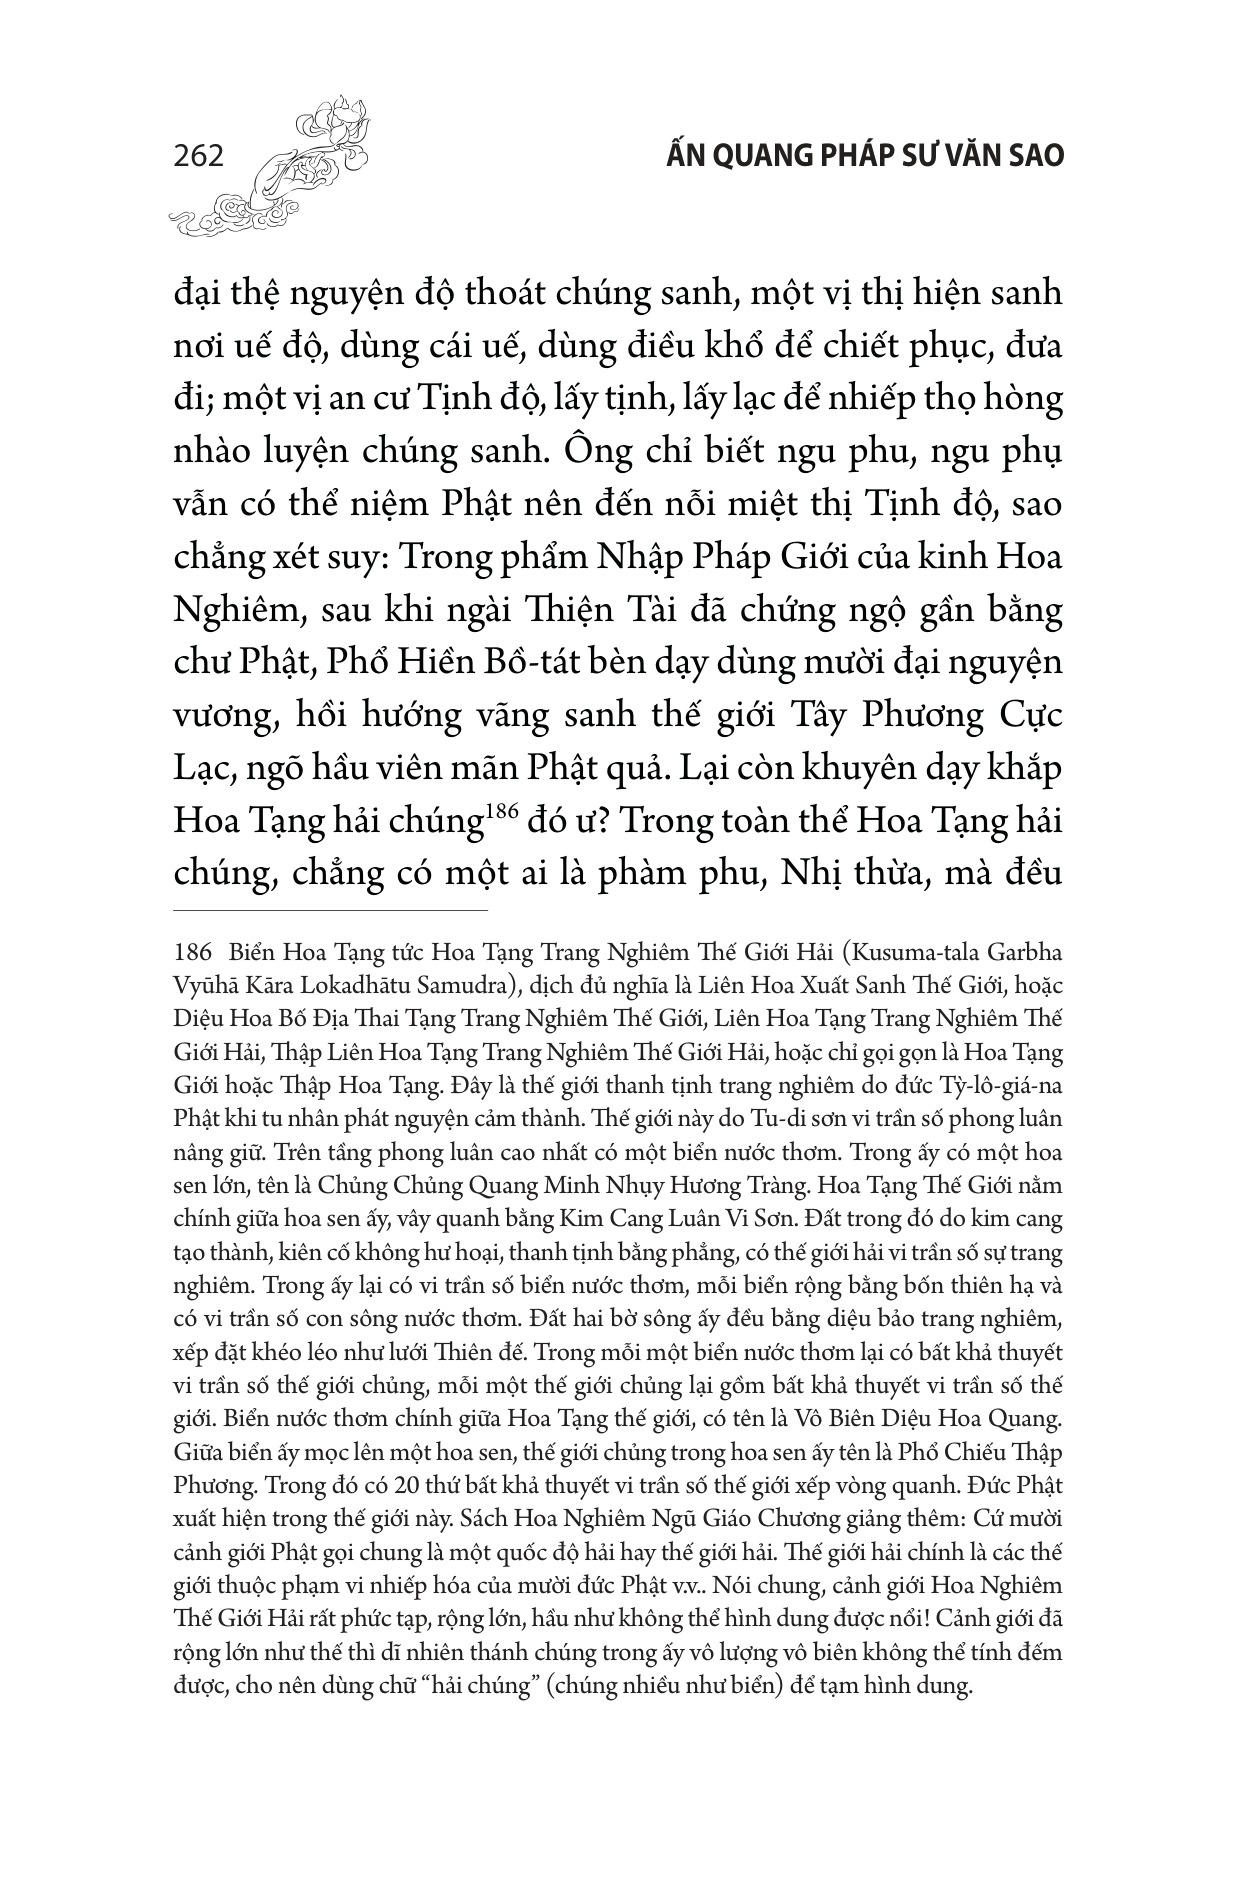 262
ẤN QUANG PHÁP SƯ VĂN SAO
đại thệ nguyện độ thoát chúng sanh, một vị thị hiện sanh
nơi uế độ, dùng cái uế, dùng điều khổ để chiết phục, đưa
đi; một vị an cư Tịnh độ, lấy tịnh, lấy lạc để nhiếp thọ hòng
nhào luyện chúng sanh. Ông chỉ biết ngu phu, ngu phụ
vẫn có thể niệm Phật nên đến nỗi miệt thị Tịnh độ, sao
chẳng xét suy: Trong phẩm Nhập Pháp Giới của kinh Hoa
Nghiêm, sau khi ngài Thiện Tài đã chứng ngộ gần bằng
chư Phật, Phổ Hiền Bồ-tát bèn dạy dùng mười đại nguyện
vương, hồi hướng vãng sanh thế giới Tây Phương Cực
Lạc, ngõ hầu viên mãn Phật quả. Lại còn khuyên dạy khắp
Hoa Tạng hải chúng186 đó ư? Trong toàn thể Hoa Tạng hải
chúng, chẳng có một ai là phàm phu, Nhị thừa, mà đều
186 Biển Hoa Tạng tức Hoa Tạng Trang Nghiêm Thế Giới Hải (Kusuma-tala Garbha
Vyūhā Kāra Lokadhātu Samudra), dịch đủ nghĩa là Liên Hoa Xuất Sanh Thế Giới, hoặc
Diệu Hoa Bố Địa Thai Tạng Trang Nghiêm Thế Giới, Liên Hoa Tạng Trang Nghiêm Thế
Giới Hải, Thập Liên Hoa Tạng Trang Nghiêm Thế Giới Hải, hoặc chỉ gọi gọn là Hoa Tạng
Giới hoặc Thập Hoa Tạng. Đây là thế giới thanh tịnh trang nghiêm do đức Tỳ-lô-giá-na
Phật khi tu nhân phát nguyện cảm thành. Thế giới này do Tu-di sơn vi trần số phong luân
nâng giữ. Trên tầng phong luân cao nhất có một biển nước thơm. Trong ấy có một hoa
sen lớn, tên là Chủng Chủng Quang Minh Nhụy Hương Tràng. Hoa Tạng Thế Giới nằm
chính giữa hoa sen ấy, vây quanh bằng Kim Cang Luân Vi Sơn. Đất trong đó do kim cang
tạo thành, kiên cố không hư hoại, thanh tịnh bằng phẳng, có thế giới hải vi trần số sự trang
nghiêm. Trong ấy lại có vi trần số biển nước thơm, mỗi biển rộng bằng bốn thiên hạ và
có vi trần số con sông nước thơm. Đất hai bờ sông ấy đều bằng diệu bảo trang nghiêm,
xếp đặt khéo léo như lưới Thiên đế. Trong mỗi một biển nước thơm lại có bất khả thuyết
vi trần số thế giới chủng, mỗi một thế giới chủng lại gồm bất khả thuyết vi trần số thế
giới. Biển nước thơm chính giữa Hoa Tạng thế giới, có tên là Vô Biên Diệu Hoa Quang.
Giữa biển ấy mọc lên một hoa sen, thế giới chủng trong hoa sen ấy tên là Phổ Chiếu Thập
Phương. Trong đó có 20 thứ bất khả thuyết vi trần số thế giới xếp vòng quanh. Đức Phật
xuất hiện trong thế giới này. Sách Hoa Nghiêm Ngũ Giáo Chương giảng thêm: Cứ mười
cảnh giới Phật gọi chung là một quốc độ hải hay thế giới hải. Thế giới hải chính là các thế
giới thuộc phạm vi nhiếp hóa của mười đức Phật v.v.. Nói chung, cảnh giới Hoa Nghiêm
Thế Giới Hải rất phức tạp, rộng lớn, hầu như không thể hình dung được nổi! Cảnh giới đã
rộng lớn như thế thì dĩ nhiên thánh chúng trong ấy vô lượng vô biên không thể tính đếm
được, cho nên dùng chữ “hải chúng” (chúng nhiều như biển) để tạm hình dung.